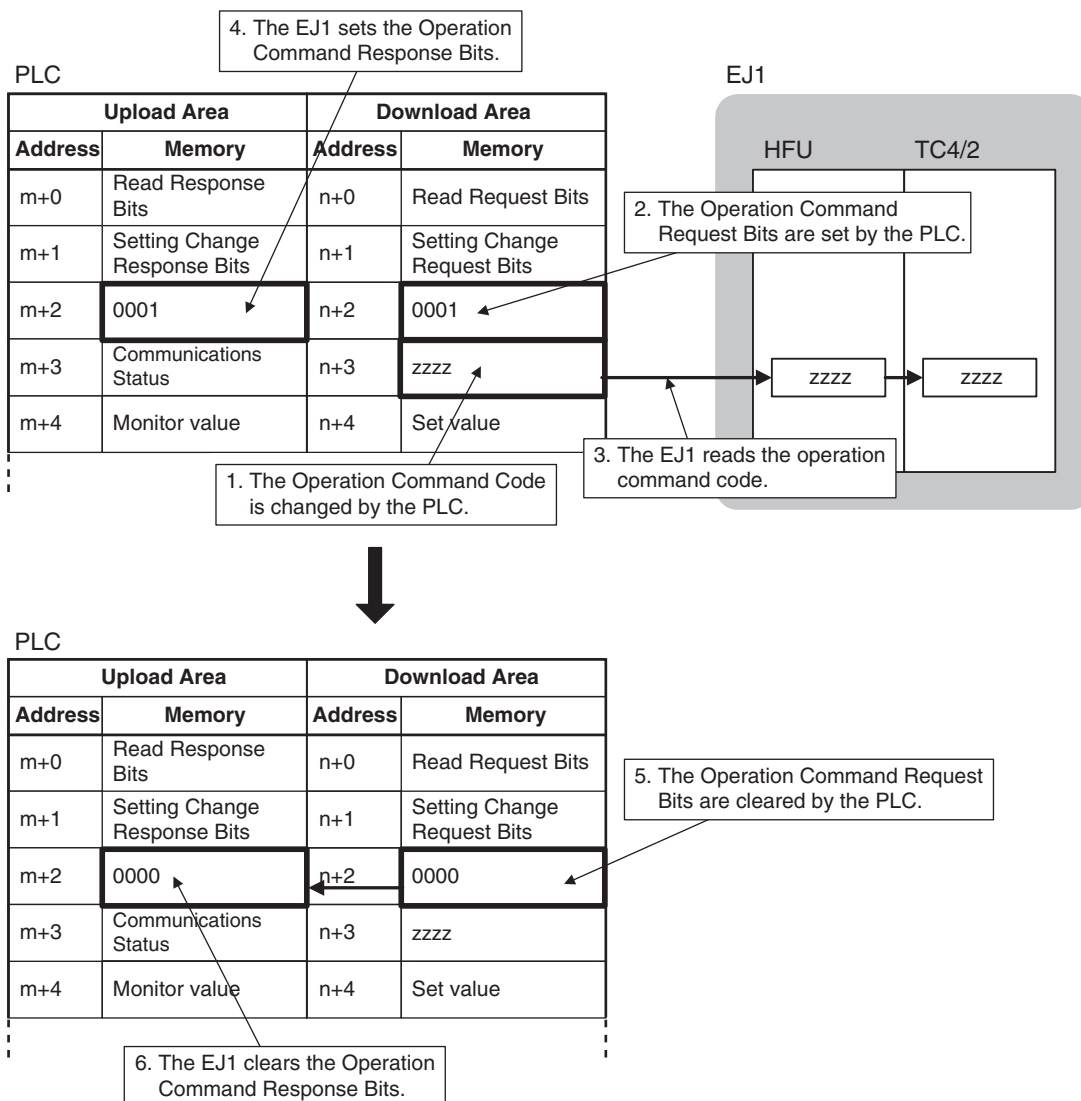 4. The EJ1 sets the Operation
Command Response Bits.
PLC
EJ1
Upload Area Download Area
Address Memory Address Memory
HFU TC4/2
m+0 Read Response
Bits n+0 Read Request Bits
2. The Operation Command
Request Bits are set by the PLC.
m+1 Setting Change
Response Bits n+1 Setting Change
Request Bits
m+2 0001 n+2 0001
m+3 Communications
Status n+3 zzzz
zzzz zzzz
m+4 Monitor value n+4 Set value
3. The EJ1 reads the operation
command code.
1. The Operation Command Code
is changed by the PLC.
PLC
Upload Area Download Area
Address Memory Address Memory
m+0 Read Response
Bits n+0 Read Request Bits
5. The Operation Command Request
Bits are cleared by the PLC.
m+1 Setting Change
Response Bits n+1 Setting Change
Request Bits
m+2 0000 n+2 0000
m+3 Communications
Status n+3 zzzz
m+4 Monitor value n+4 Set value
6. The EJ1 clears the Operation
Command Response Bits.